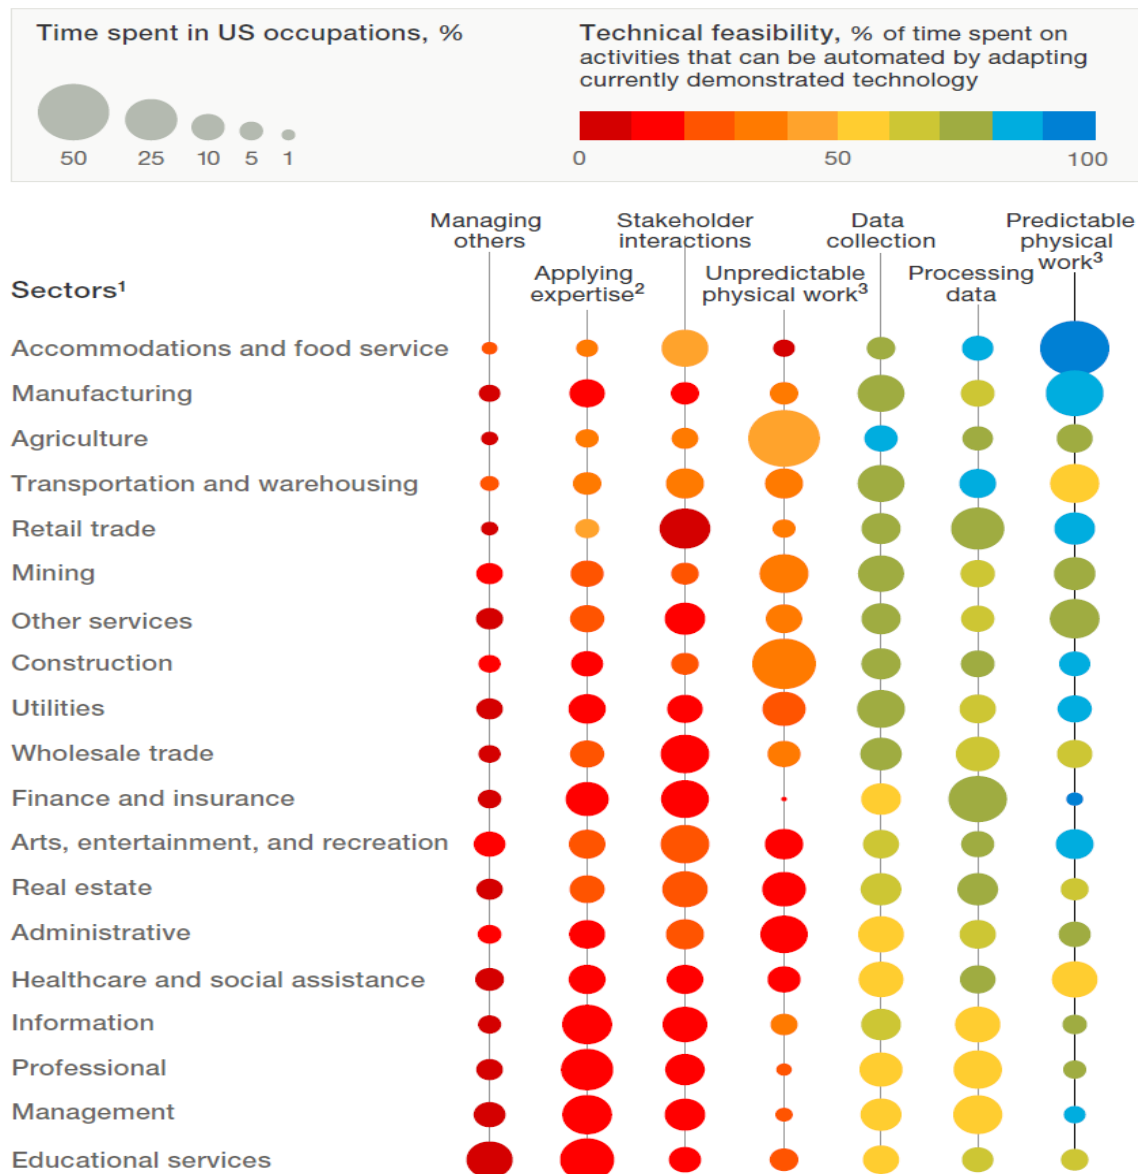 Time spent in US occupations, %
50 25 10 5 1
Technical feasibility, % of time spent on
activities that can be automated by adapting
currently demonstrated technology
0 50 100
Managing
others
Stakeholder
interactions
Data
collection
Predictable
physical
work³
Applying
expertise²
Unpredictable
physical work³
Processing
data
Sectors¹
Accommodations and food service
Manufacturing
Agriculture
Transportation and warehousing
Retail trade
Mining
Other services
Construction
Utilities
Wholesale trade
Finance and insurance
Arts, entertainment, and recreation
Real estate
Administrative
Healthcare and social assistance
Information
Professional
Management
Educational services